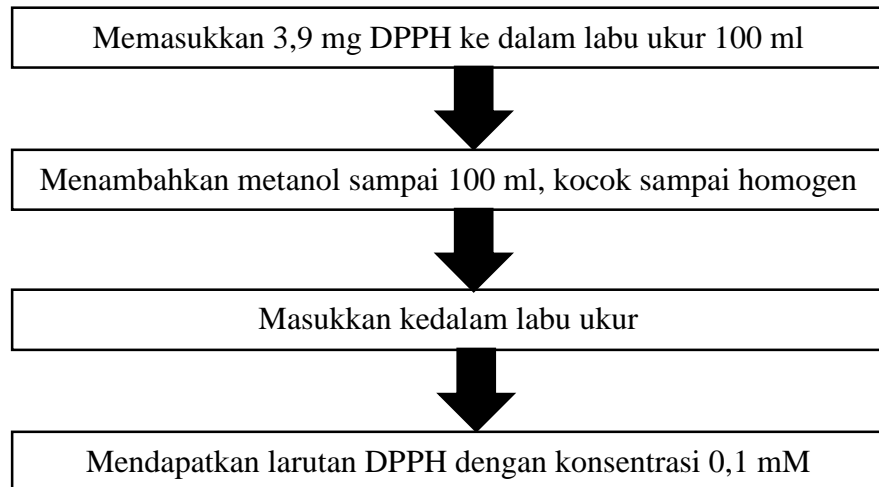 Memasukkan 3,9 mg DPPH ke dalam labu ukur 100 ml
Menambahkan metanol sampai 100 ml, kocok sampai homogen
Masukkan kedalam labu ukur
Mendapatkan larutan DPPH dengan konsentrasi 0,1 mM